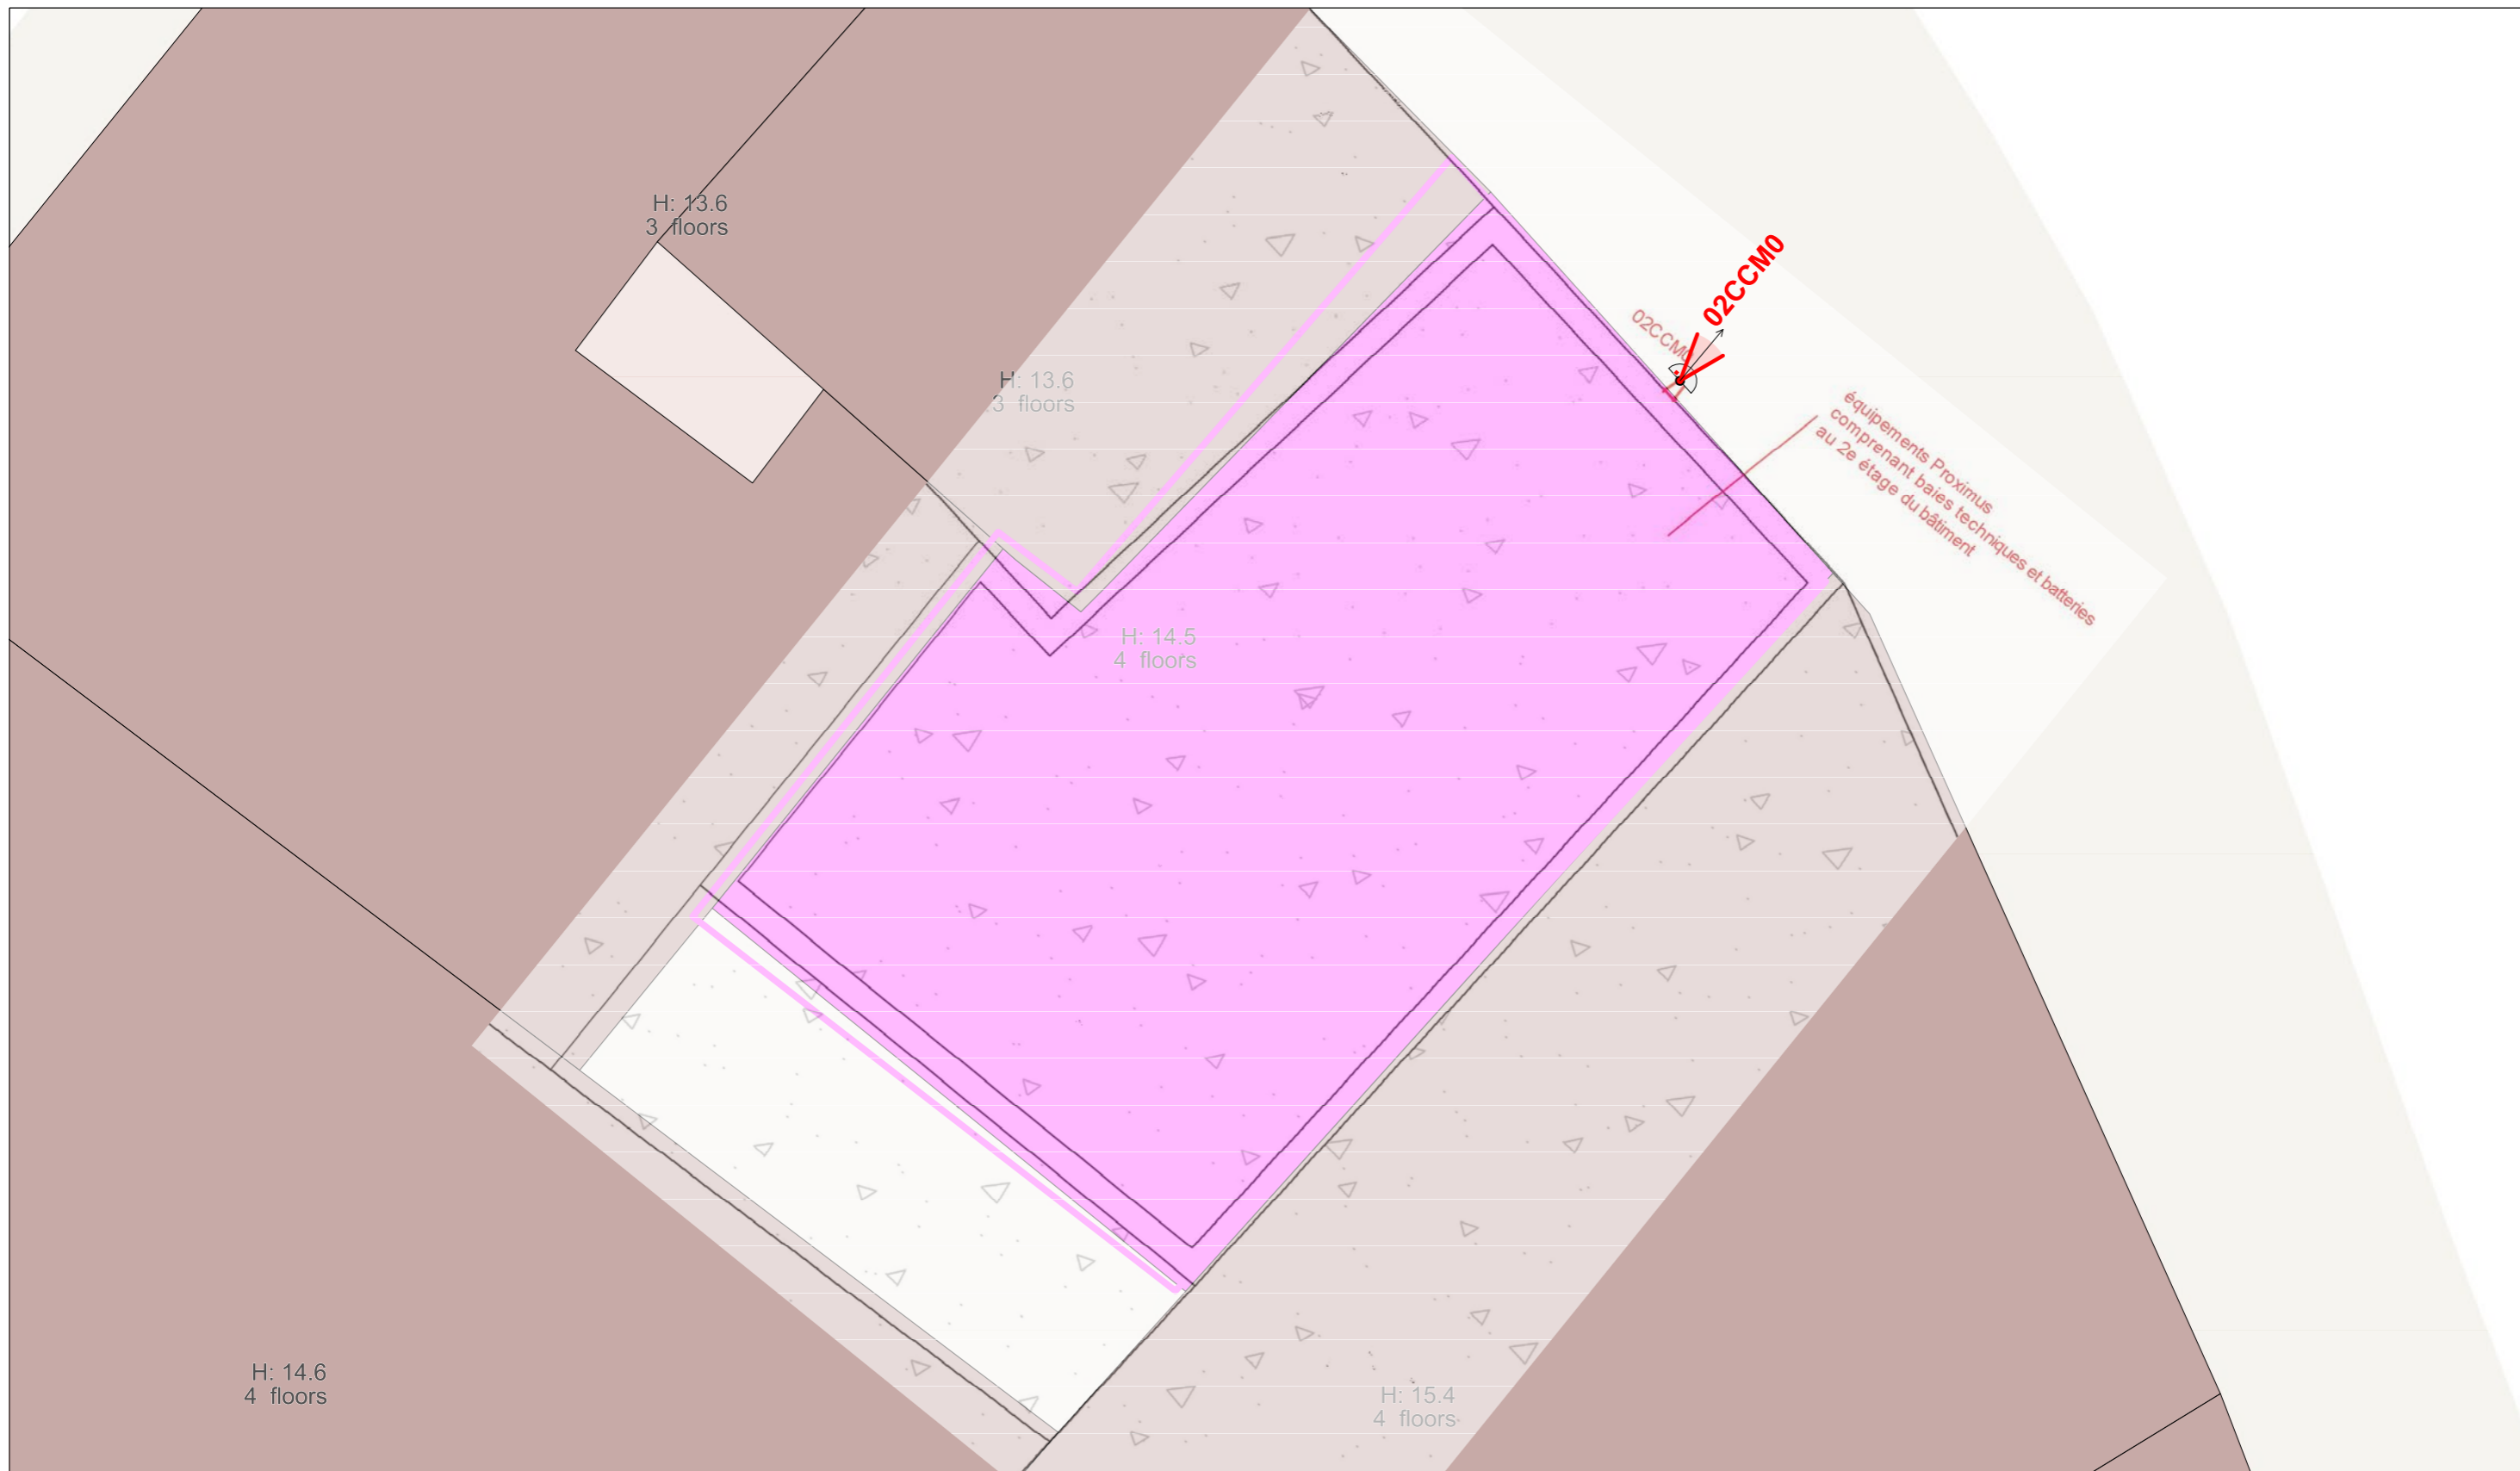 H: 13.6
3 floors
02CCM0
02CCM0
H: 13.6
3 floors
équipements Proximus
comprenant baies techniques et batteries
au 2e étage du bâtiment
H: 14.5
4 floors
H: 14.6
4 floors
H: 15.4
4 floors